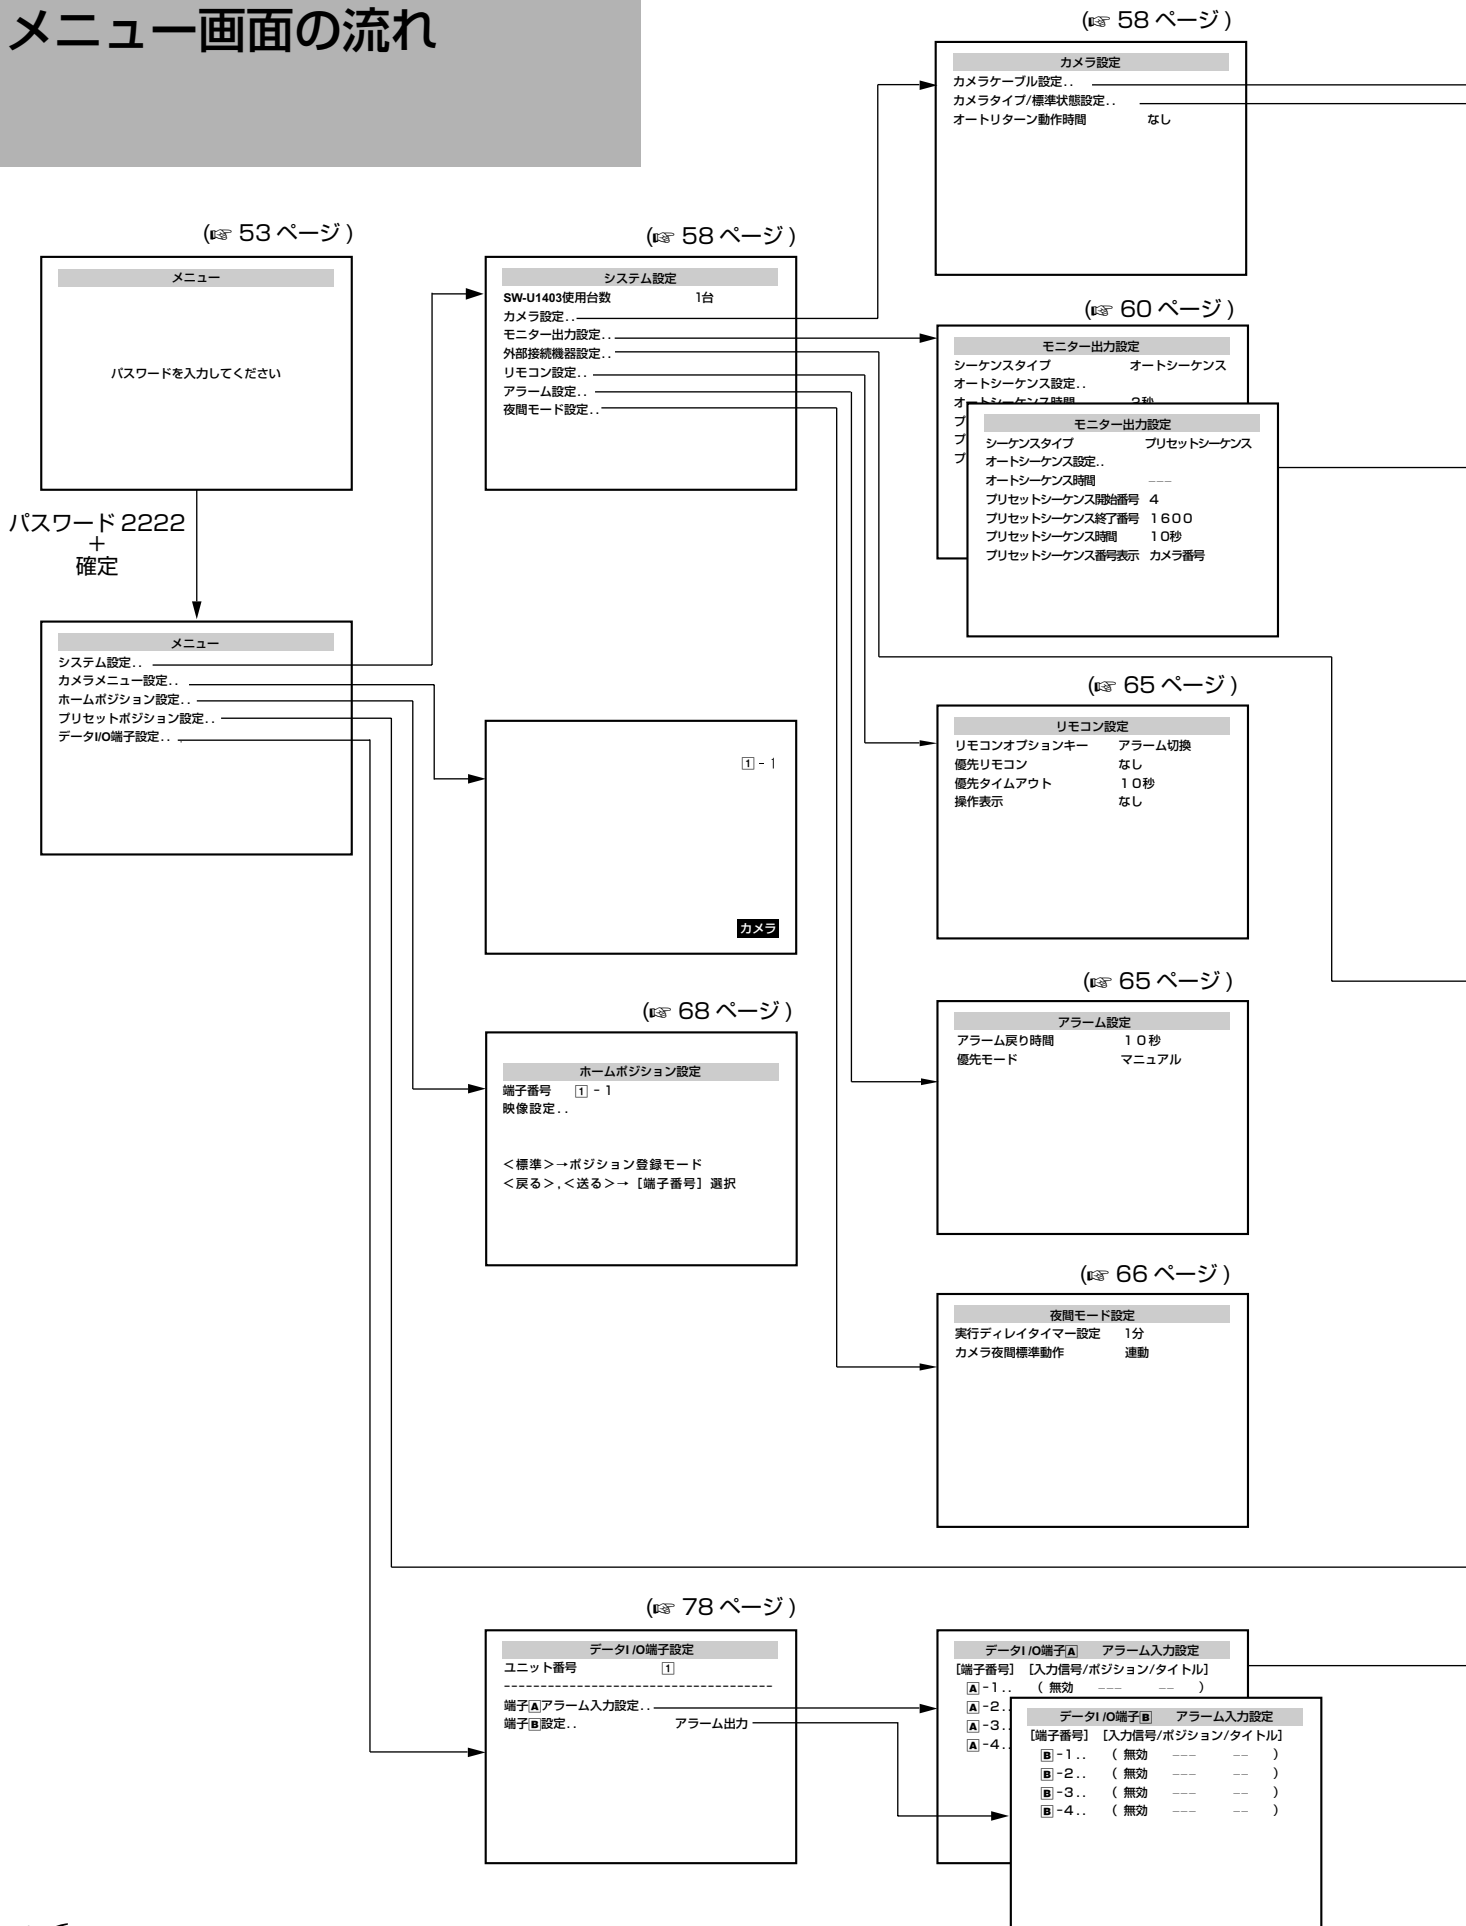 メニュー画面の流れ
(☞ 53 ページ )
メニュー
パスワードを入力してください
パスワード 2222
+
確定
メニュー
システム設定..
カメラメニュー設定..
ホームポジション設定..
プリセットポジション設定..
データI/O端子設定..
(☞ 58 ページ )
システム設定
SW-U1403使用台数 1台
カメラ設定..
モニター出力設定..
外部接続機器設定..
リモコン設定..
アラーム設定..
夜間モード設定..
1 - 1
カメラ
(☞ 68 ページ )
ホームポジション設定
端子番号 1 - 1
映像設定..
<標準>→ポジション登録モード
<戻る>,<送る>→ [端子番号] 選択
(☞ 78 ページ )
データI /O端子設定
ユニット番号 1
------------------------------------
端子Aアラーム入力設定..
端子B設定.. アラーム出力
(☞ 58 ページ )
カメラ設定
カメラケーブル設定..
カメラタイプ/標準状態設定..
オートリターン動作時間 なし
(☞ 60 ページ )
モニター出力設定
シーケンスタイプ オートシーケンス
オートシーケンス設定..
オートシーケンス時間 2秒
プ
プ
プ
モニター出力設定
シーケンスタイプ プリセットシーケンス
オートシーケンス設定..
オートシーケンス時間 ---
プリセットシーケンス開始番号 4
プリセットシーケンス終了番号 1600
プリセットシーケンス時間 10秒
プリセットシーケンス番号表示 カメラ番号
(☞ 65 ページ )
リモコン設定
リモコンオプションキー アラーム切換
優先リモコン なし
優先タイムアウト 10秒
操作表示 なし
(☞ 65 ページ )
アラーム設定
アラーム戻り時間 10秒
優先モード マニュアル
(☞ 66 ページ )
夜間モード設定
実行ディレイタイマー設定 1分
カメラ夜間標準動作 連動
データI /O端子A アラーム入力設定
[端子番号] [入力信号/ポジション/タイトル]
A-1.. ( 無効 --- -- )
A-2..
A-3..
A-4..
データI /O端子B アラーム入力設定
[端子番号] [入力信号/ポジション/タイトル]
B-1.. ( 無効 --- -- )
B-2.. ( 無効 --- -- )
B-3.. ( 無効 --- -- )
B-4.. ( 無効 --- -- )